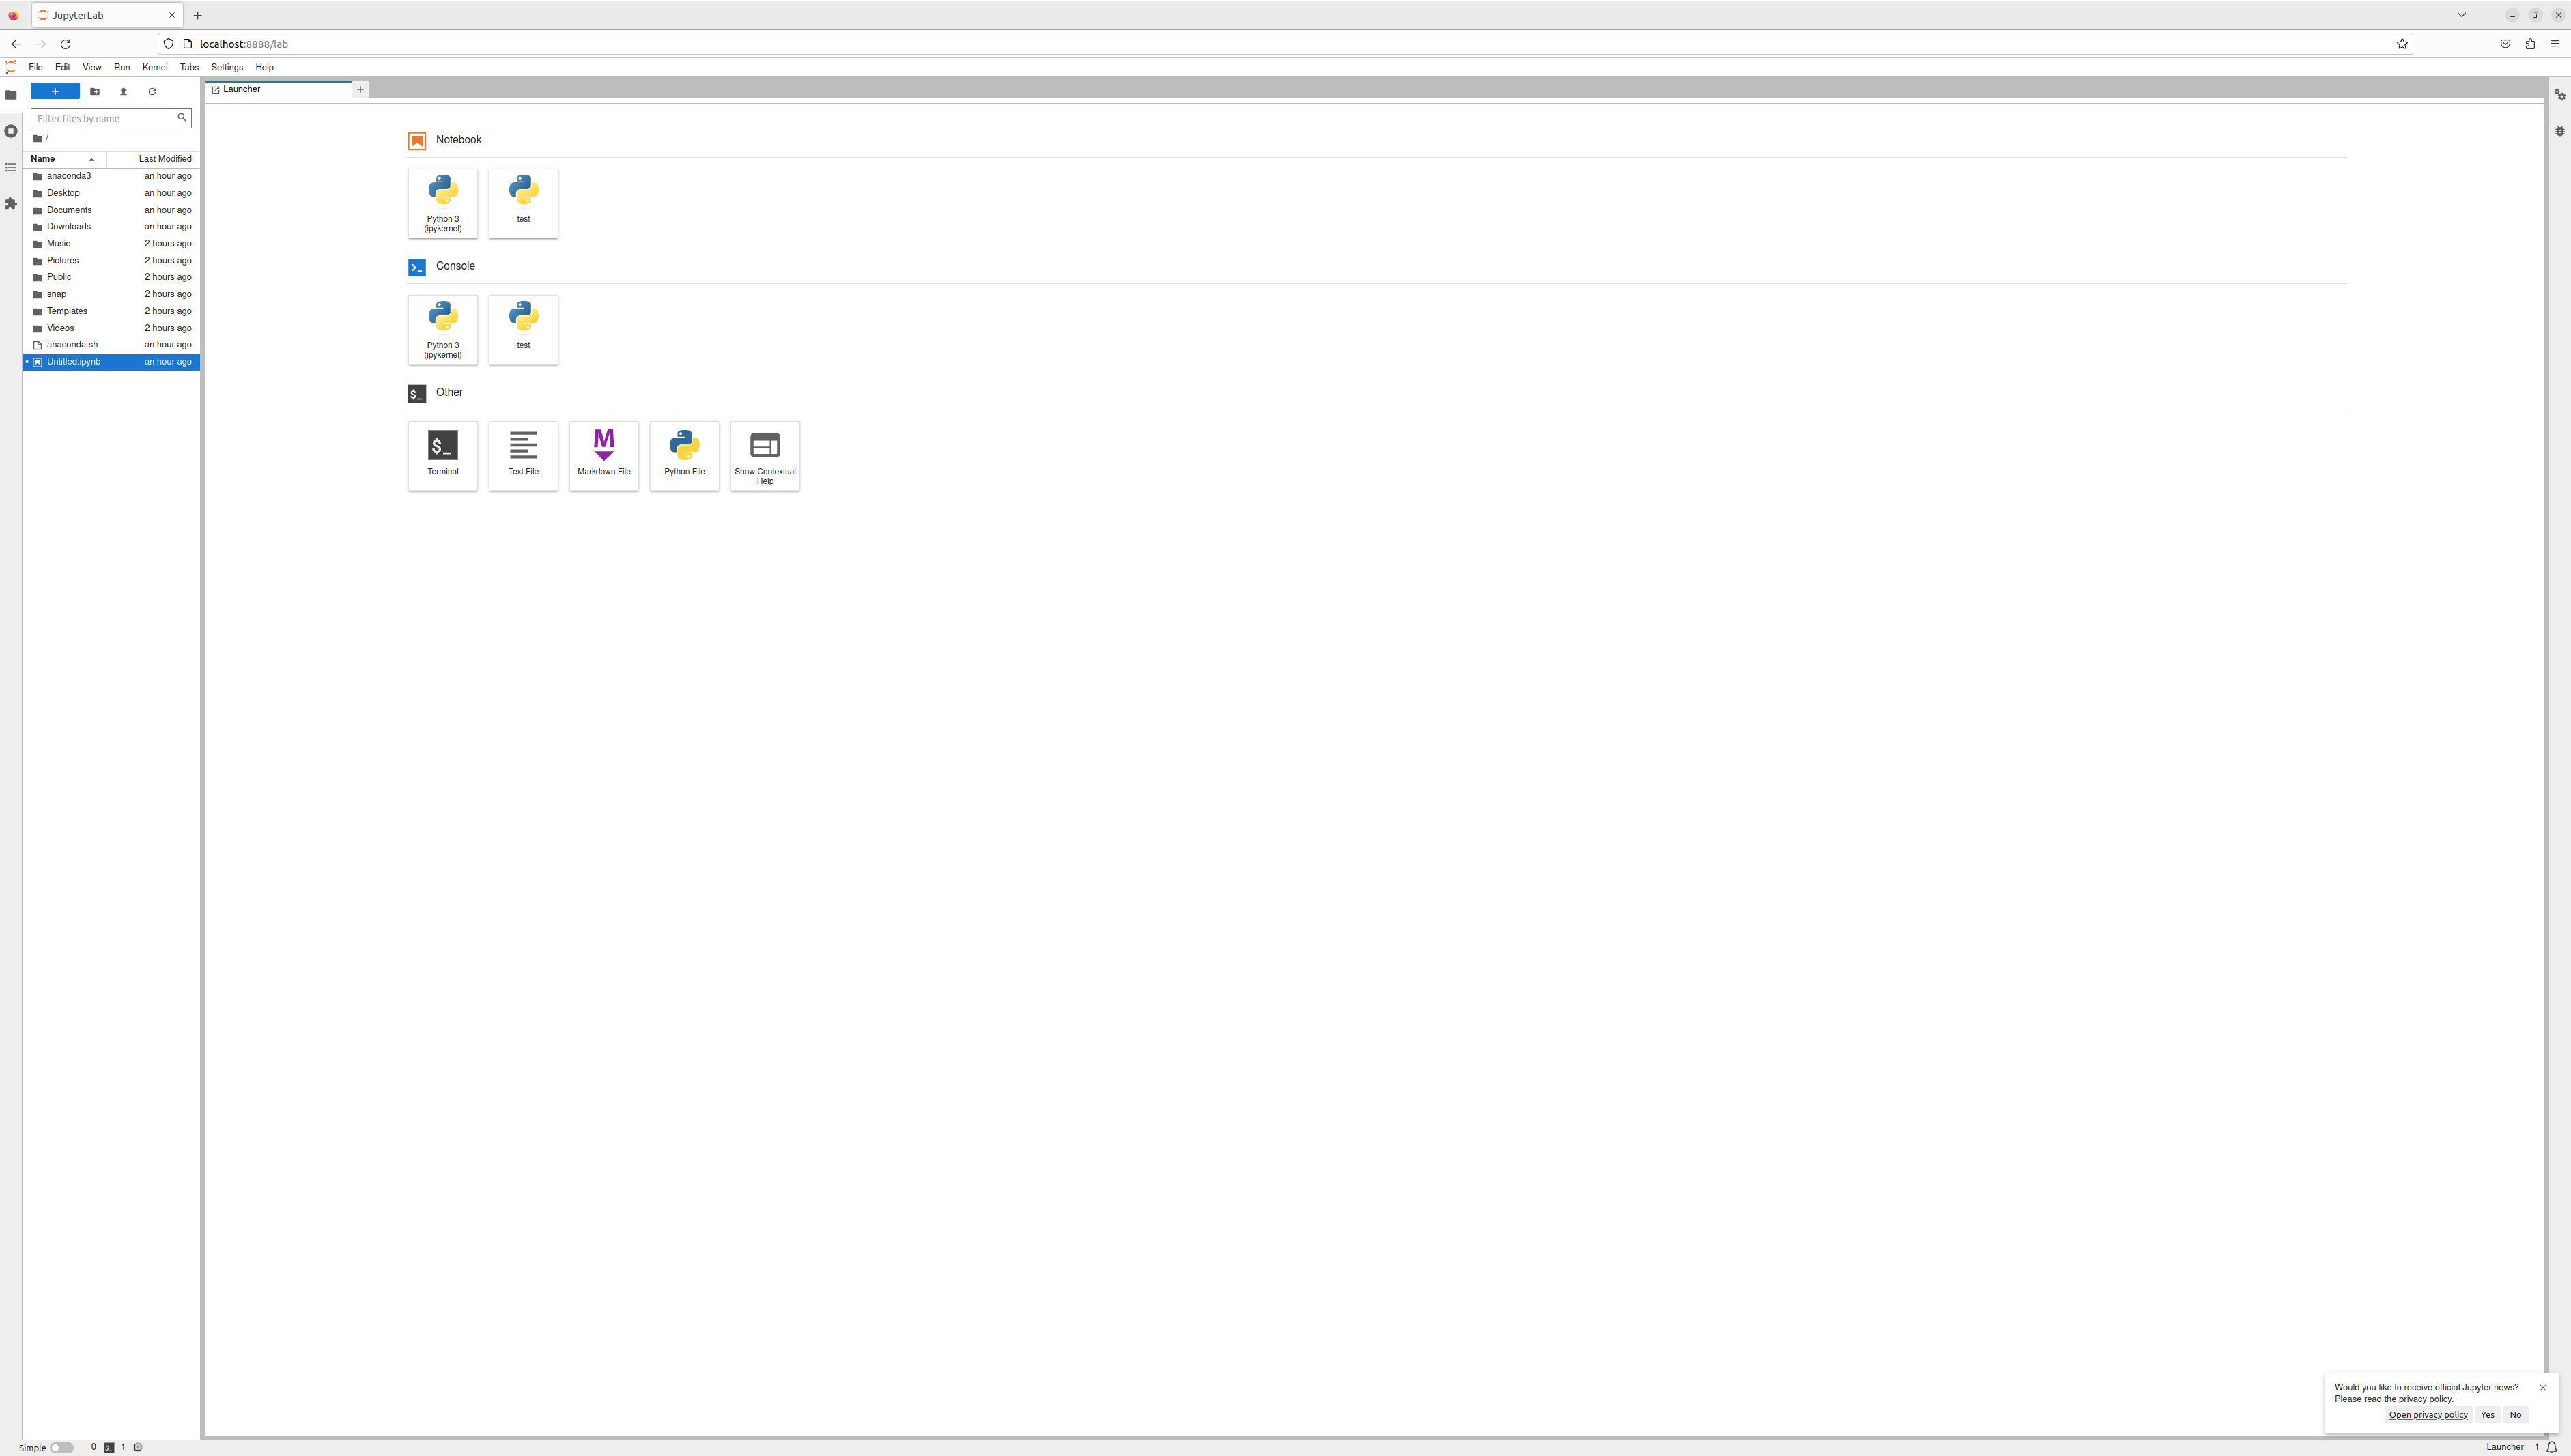 JupyterLab
localhost:8888/lab
File Edit View Run Kernel Tabs Settings Help
+
Launcher
Filter files by name
/
Name Last Modified
anaconda3 an hour ago
Desktop an hour ago
Documents an hour ago
Downloads an hour ago
Music 2 hours ago
Pictures 2 hours ago
Public 2 hours ago
snap 2 hours ago
Templates 2 hours ago
Videos 2 hours ago
anaconda.sh an hour ago
Untitled.ipynb an hour ago
Notebook
Python 3
(ipykernel)
test
Console
Python 3
(ipykernel)
test
$_ Other
$_
Terminal
Text File
M
Markdown File
Python File
Show Contextual
Help
Would you like to receive official Jupyter news?
Please read the privacy policy.
Open privacy policy Yes No
Simple 0 $_ 1
Launcher 1